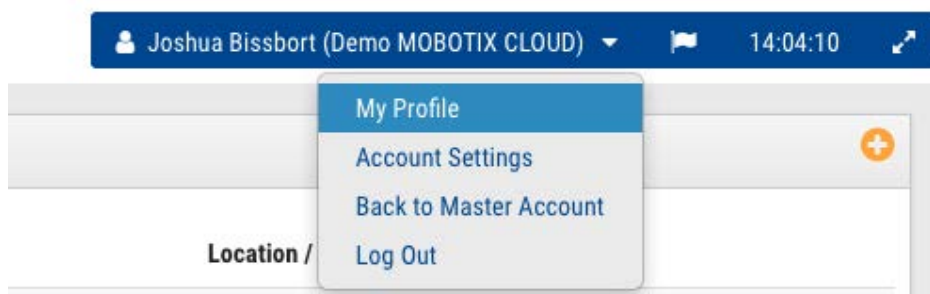 Joshua Bissbort (Demo MOBOTIX CLOUD) 14:04:10
My Profile
Account Settings
Back to Master Account
Location /
Log Out